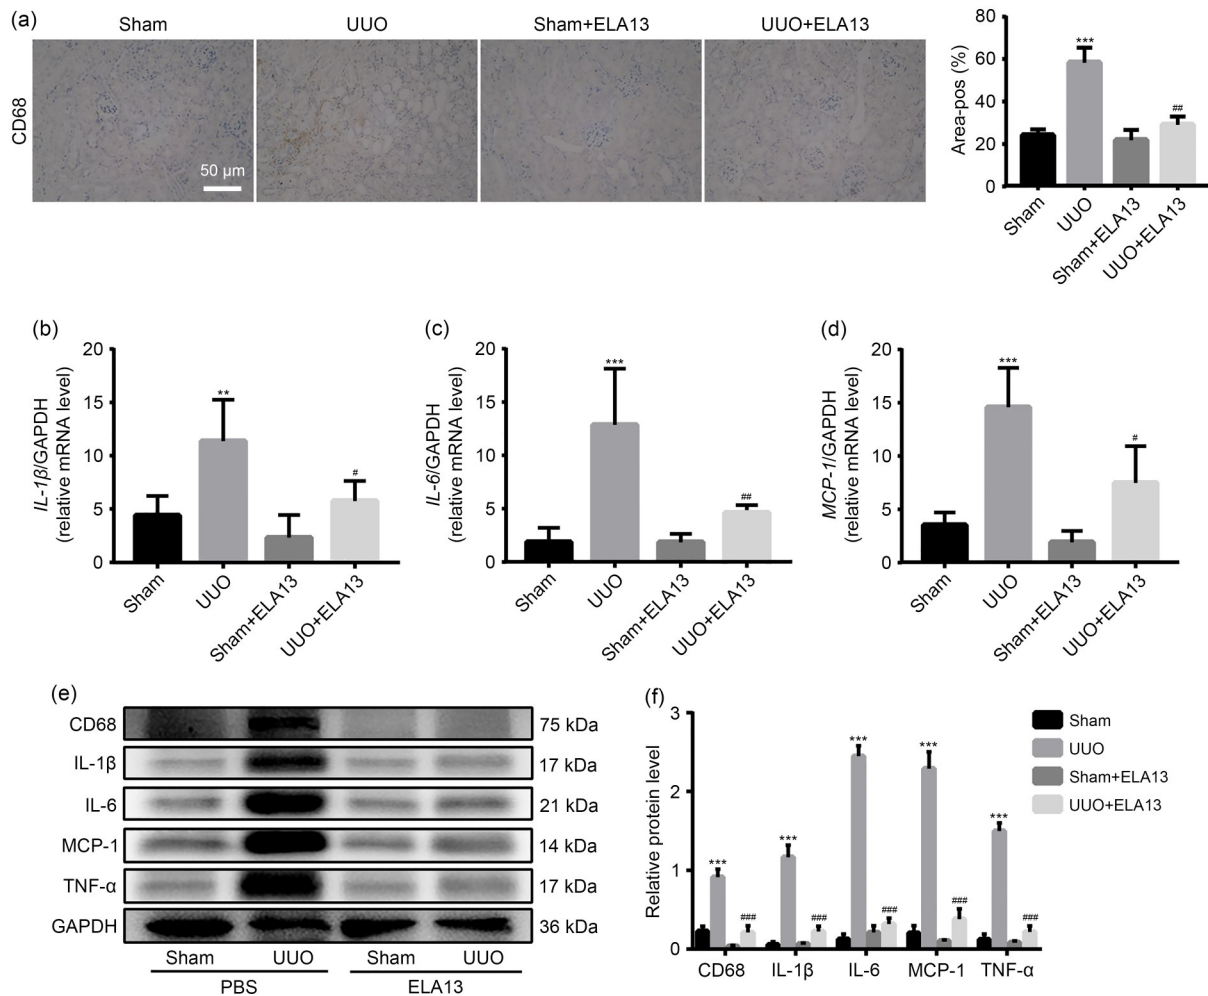 (a)
Sham
UUO
Sham+ELA13
UUO+ELA13
CD68
50 μm
Area-pos (%)
80
60
40
20
0
***
##
Sham
UUO
Sham+ELA13
UUO+ELA13
(b)
IL-1β/GAPDH
(relative mRNA level)
20
15
10
5
0
**
#
Sham
UUO
Sham+ELA13
UUO+ELA13
(c)
IL-6/GAPDH
(relative mRNA level)
20
15
10
5
0
***
##
Sham
UUO
Sham+ELA13
UUO+ELA13
(d)
MCP-1/GAPDH
(relative mRNA level)
20
15
10
5
0
***
#
Sham
UUO
Sham+ELA13
UUO+ELA13
(e)
CD68 75 kDa
IL-1β 17 kDa
IL-6 21 kDa
MCP-1 14 kDa
TNF-α 17 kDa
GAPDH 36 kDa
Sham UUO Sham UUO
PBS ELA13
(f)
Relative protein level
3
2
1
0
*** ### *** ### *** ### *** ### *** ###
CD68 IL-1β IL-6 MCP-1 TNF-α
Sham
UUO
Sham+ELA13
UUO+ELA13